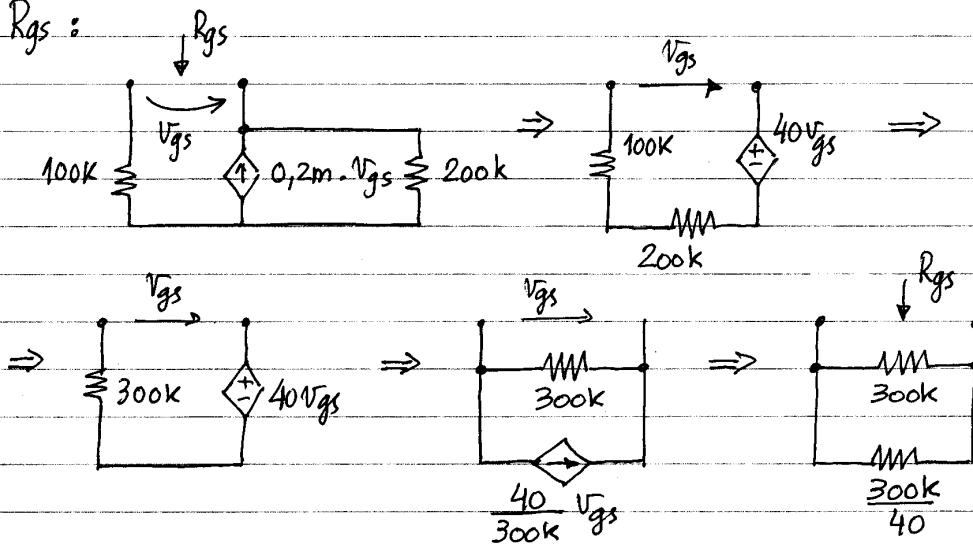 Rgs :
Rgs
Vgs
100K
0,2m.Vgs
200k
⇒
Vgs
100K
40Vgs
200k
⇒
⇒
Vgs
300K
40Vgs
⇒
Vgs
300k
40/300k Vgs
⇒
Rgs
300k
300k/40